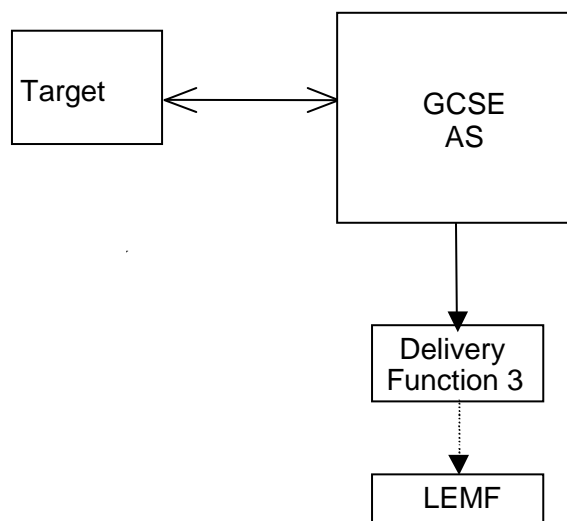 Target
GCSE
AS
Delivery
Function 3
LEMF